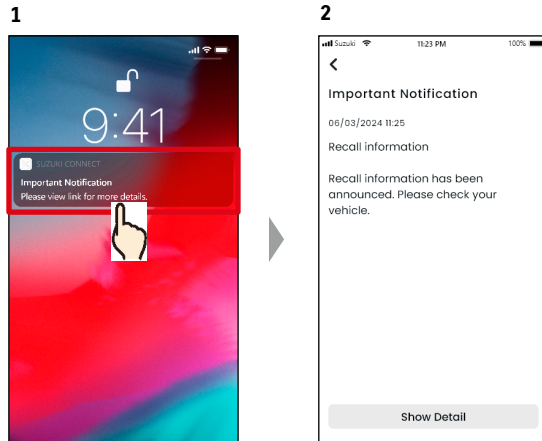 1
9:41
SUZUKI CONNECT
Important Notification
Please view link for more details.
2
Suzuki 11:23 PM 100%
Important Notification
06/03/2024 11:25
Recall information
Recall information has been
announced. Please check your
vehicle.
Show Detail